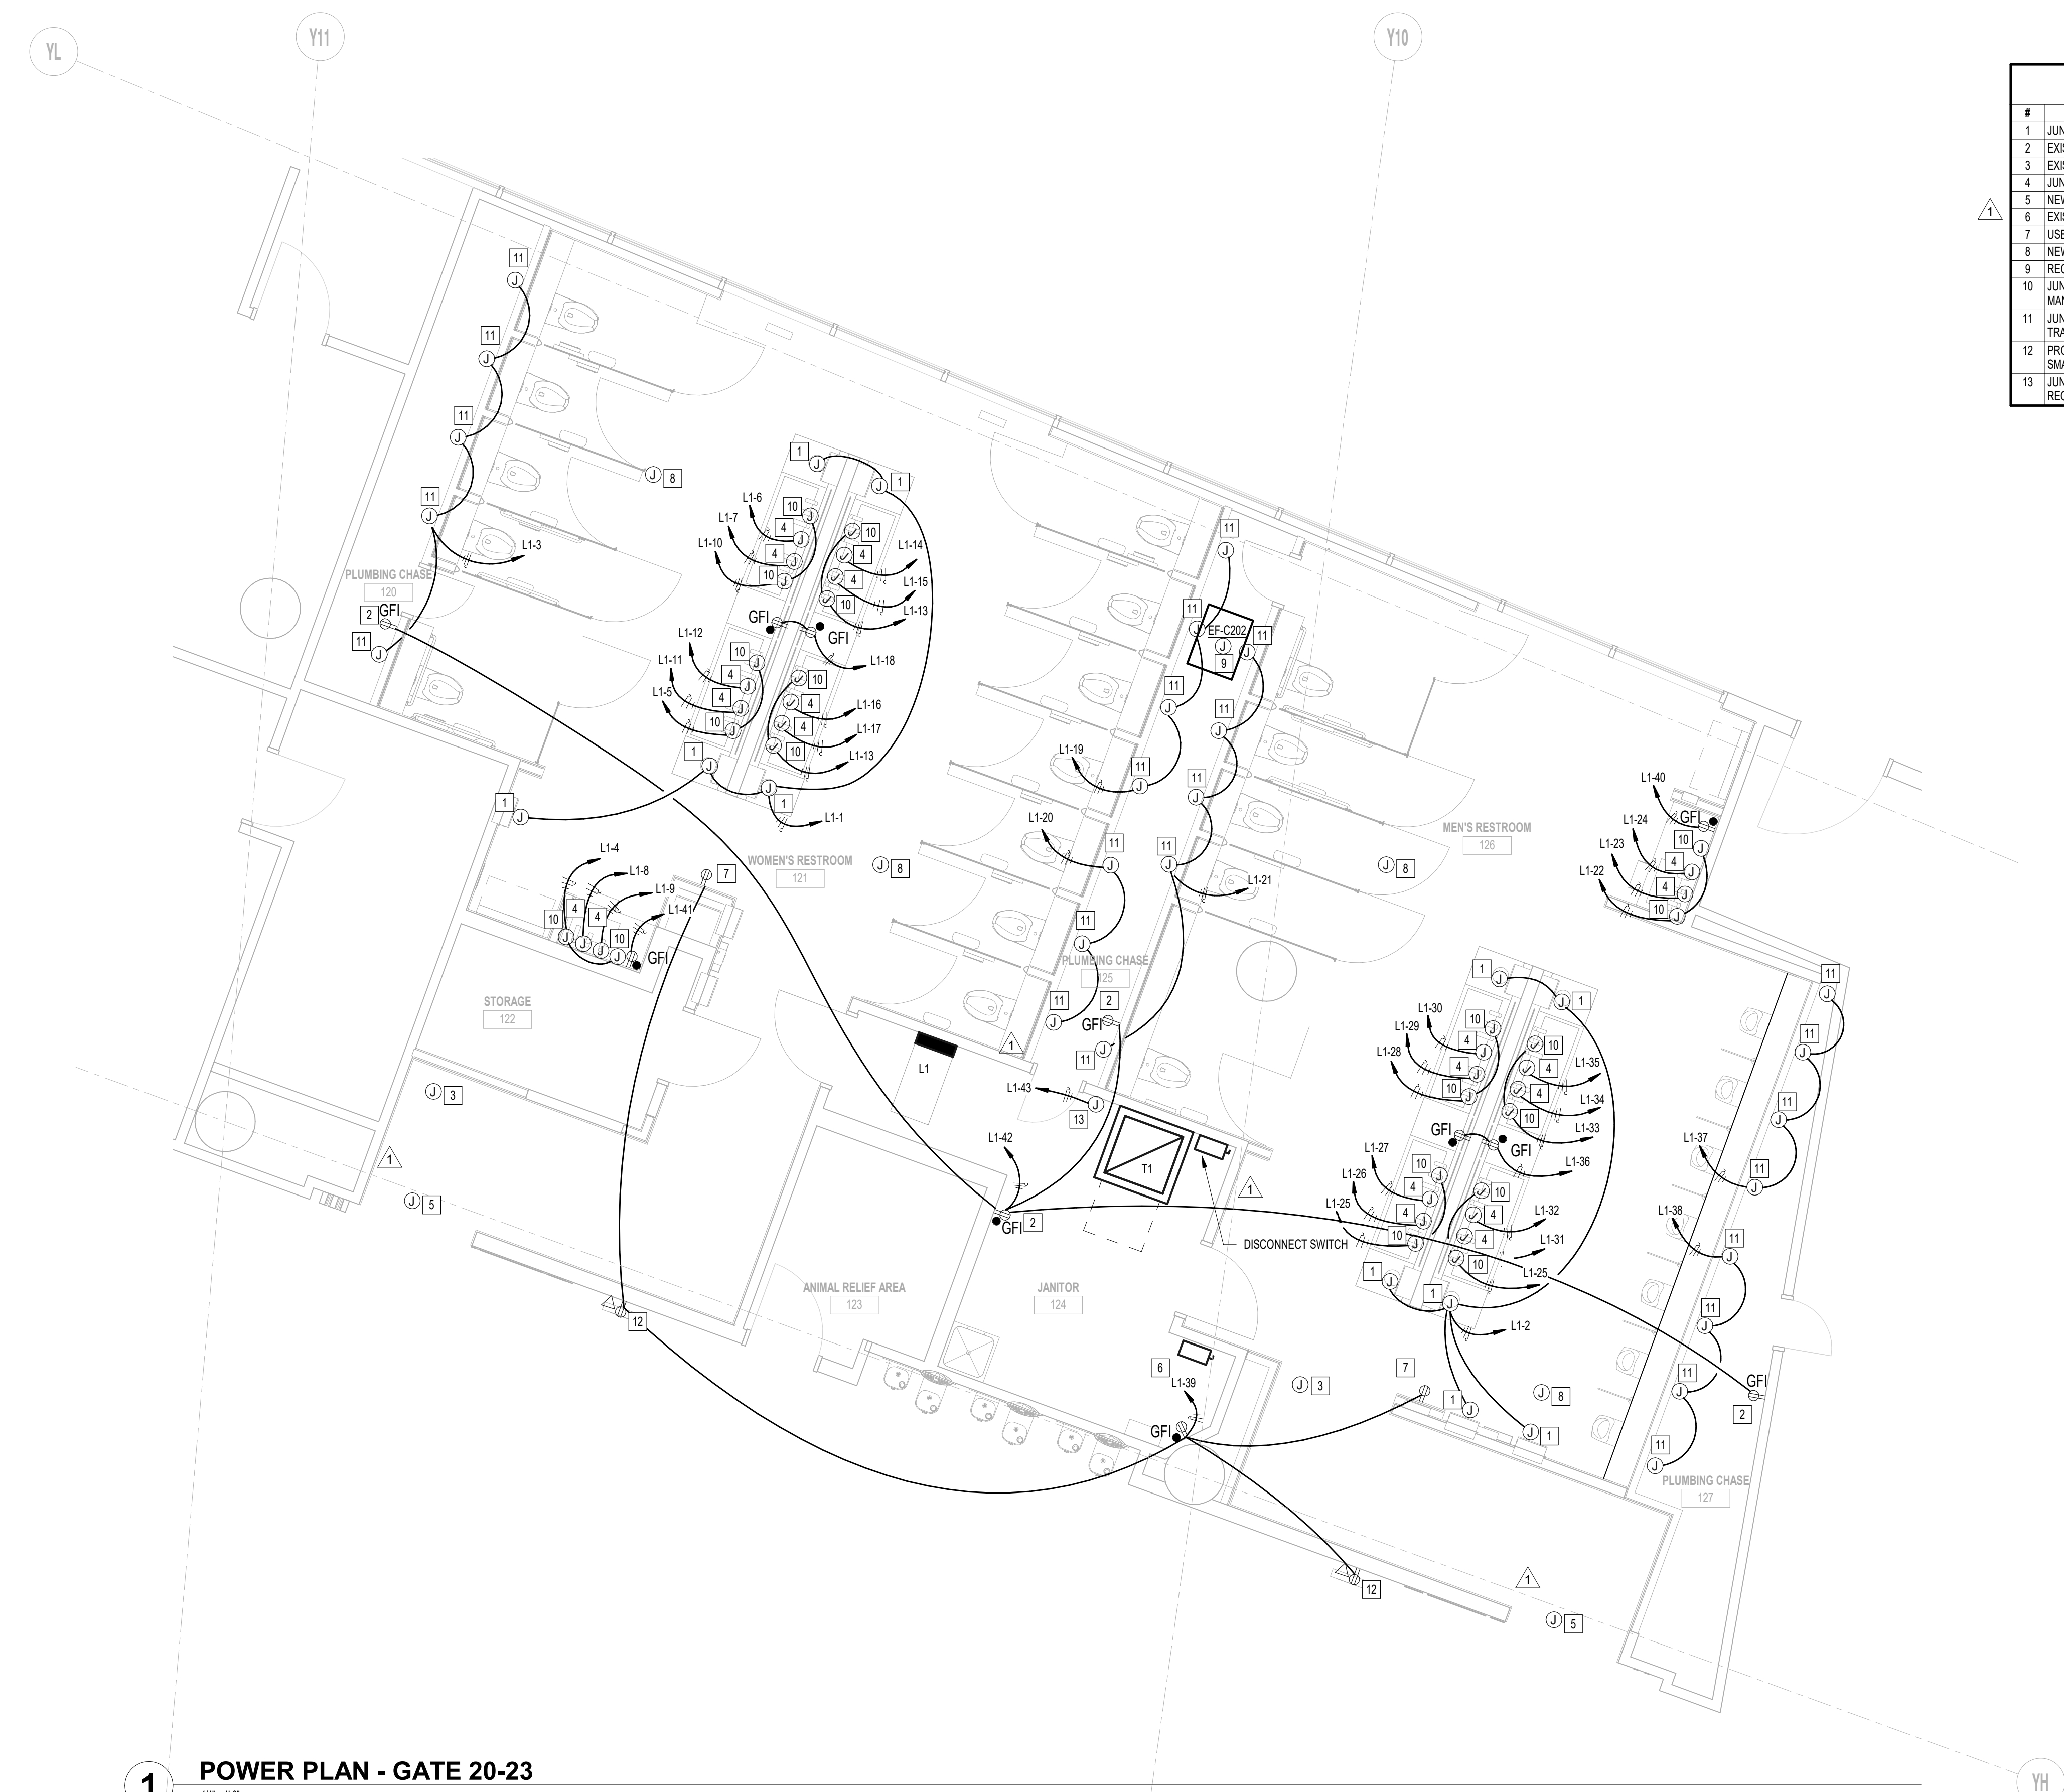 YL
Y11
Y10
#
1 JUN
2 EXIS
3 EXIS
4 JUN
5 NEW
6 EXIS
7 USE
8 NEW
9 REC
10 JUN
MAN
11 JUN
TRA
12 PRO
SMA
13 JUN
REC
1
11
J
11
J
11
J
11
J
L1-3
PLUMBING CHASE
120
2
GFI
11
J
J 8
1
J
1
J
L1-6
L1-7
L1-10
10
J
4
J
4
J
10
J
10
4
4
10
L1-14
L1-15
L1-13
GFI
GFI
L1-18
L1-12
L1-11
L1-5
10
J
4
J
4
J
10
J
10
4
4
10
L1-16
L1-17
L1-13
1
J
J
1
L1-1
1
J
WOMEN'S RESTROOM
121
J 8
L1-4
L1-8
L1-9
L1-41
7
10
4
4
10
J
J
J
J
GFI
STORAGE
122
J 3
1
J 5
12
11
J
11
J
EF-C202
J
9
11
J
11
J
11
J
L1-19
11
J
11
J
L1-20
11
J
11
J
L1-21
11
J
PLUMBING CHASE
125
11
J
2
GFI
11
J
1
L1
L1-43
J
13
L1-42
GFI
2
T1
1
DISCONNECT SWITCH
ANIMAL RELIEF AREA
123
JANITOR
124
6
L1-39
GFI
J 3
7
12
MEN'S RESTROOM
126
J 8
L1-40
L1-24
L1-23
L1-22
GFI
10
J
4
J
4
J
10
J
1
J
1
J
L1-30
L1-29
L1-28
10
J
4
J
4
J
10
J
10
4
4
10
L1-35
L1-34
L1-33
GFI
GFI
L1-36
L1-27
L1-26
L1-25
10
J
4
J
4
J
10
J
10
4
4
10
L1-32
L1-31
L1-25
1
J
1
J
L1-2
1
J
J 1
J 8
11
J
11
J
11
J
L1-37
11
J
L1-38
11
J
11
J
11
J
GFI
2
11
J
PLUMBING CHASE
127
1
J 5
1
POWER PLAN - GATE 20-23
YH